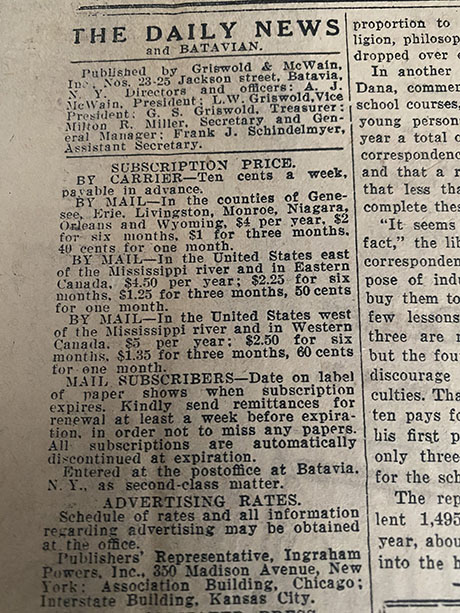 THE DAILY NEWS
and BATAVIAN.
Published by Griswold & McWain,
Inc., Nos. 23-25 Jackson street, Batavia,
N. Y. Directors and officers: A. J.
McWain, President; L. W. Griswold, Vice
President; G. S. Griswold, Treasurer;
Milton R. Miller, Secretary and Gen-
eral Manager; Frank J. Schindelmyer,
Assistant Secretary.
SUBSCRIPTION PRICE.
BY CARRIER—Ten cents a week,
payable in advance.
BY MAIL—In the counties of Gene-
see, Erie, Livingston, Monroe, Niagara,
Orleans and Wyoming, $4 per year, $2
for six months, $1 for three months,
40 cents for one month.
BY MAIL—In the United States east
of the Mississippi river and in Eastern
Canada, $4.50 per year; $2.25 for six
months, $1.25 for three months, 50 cents
for one month.
BY MAIL—In the United States west
of the Mississippi river and in Western
Canada, $5 per year; $2.50 for six
months, $1.35 for three months, 60 cents
for one month.
MAIL SUBSCRIBERS—Date on label
of paper shows when subscription
expires. Kindly send remittances for
renewal at least a week before expira-
tion, in order not to miss any papers.
All subscriptions are automatically
discontinued at expiration.
Entered at the postoffice at Batavia,
N. Y., as second-class matter.
ADVERTISING RATES.
Schedule of rates and all information
regarding advertising may be obtained
at the office.
Publishers' Representative, Ingraham
Powers, Inc., 350 Madison Avenue, New
York; Association Building, Chicago;
Interstate Building, Kansas City.
proportion to
ligion, philosop
dropped over
In another
Dana, commen
school courses,
young person
year a total o
correspondenc
and that a r
that less tha
complete thes
"It seems
fact," the lib
corresponden
pose of indu
buy them to
few lessons
three are n
but the fou
discourage
culties. Tha
ten pays fo
his first p
only three
for the sch
The rep
lent 1,495
year, abou
into the h